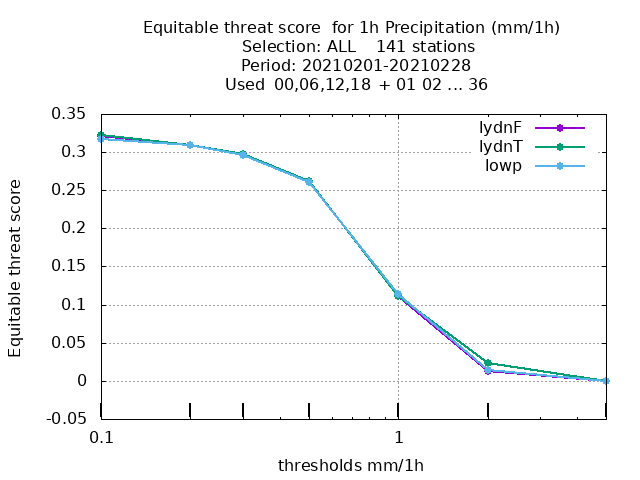 Equitable threat score  for 1h Precipitation (mm/1h)
Selection: ALL    141 stations
Period: 20210201-20210228
Used  00,06,12,18  + 01 02 ... 36
0.35
0.3
0.25
0.2
0.15
0.1
0.05
0
-0.05
Equitable threat score
lydnF
lydnT
lowp
0.1 1
thresholds mm/1h